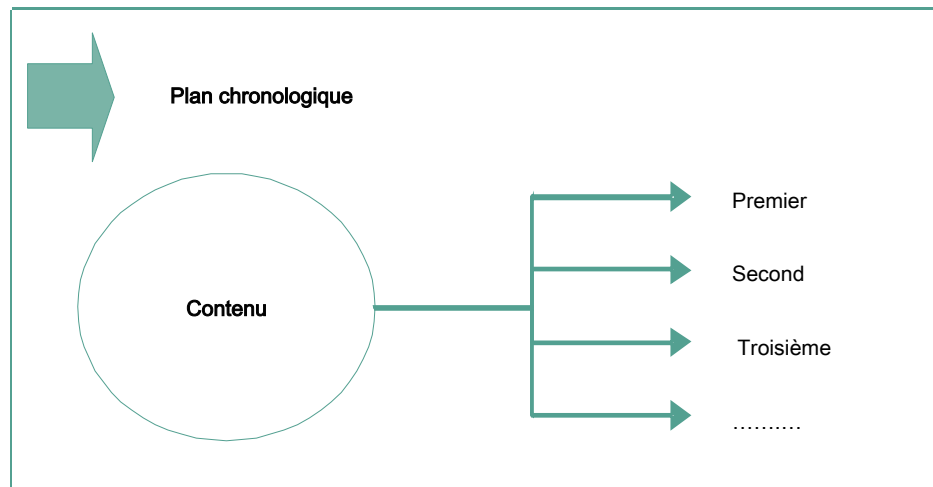 Plan chronologique
Premier
Second
Contenu
Troisième
..........